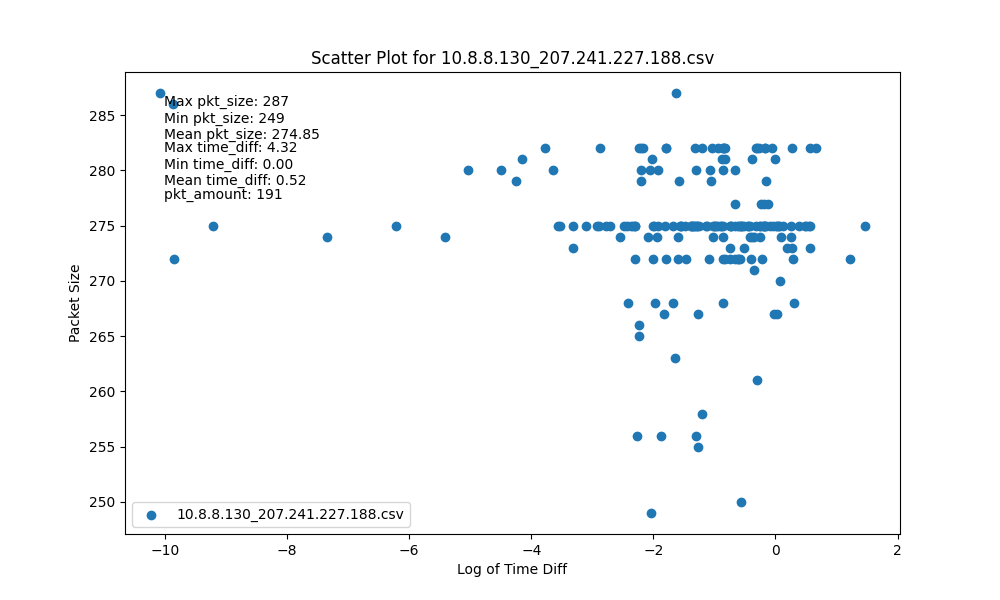 Scatter Plot for 10.8.8.130_207.241.227.188.csv
Max pkt_size: 287
Min pkt_size: 249
Mean pkt_size: 274.85
Max time_diff: 4.32
Min time_diff: 0.00
Mean time_diff: 0.52
pkt_amount: 191
Packet Size
285
280
275
270
265
260
255
250
10.8.8.130_207.241.227.188.csv
−10 −8 −6 −4 −2 0 2
Log of Time Diff